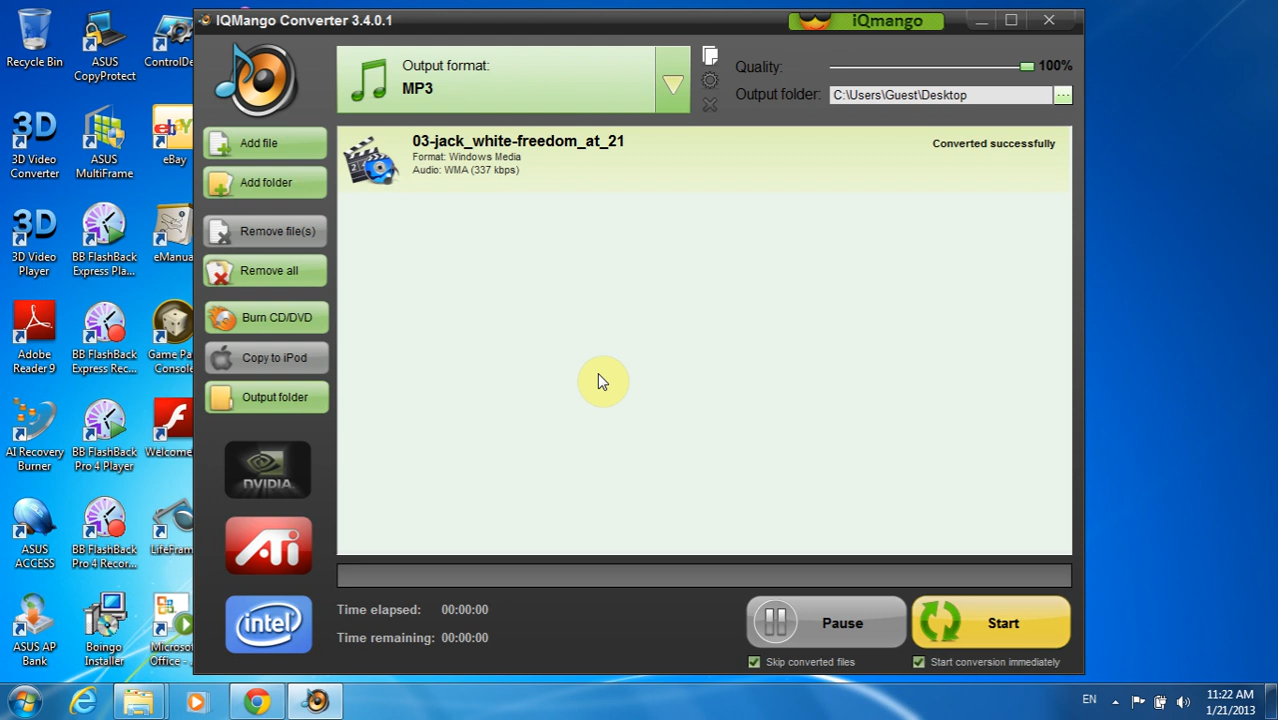 IQMango Converter 3.4.0.1
iQmango
Recycle Bin
ASUS
CopyProtect
3D Video
Converter
ASUS
MultiFrame
eBay
3D Video
Player
BB FlashBack
Express Pla...
Adobe
Reader 9
BB FlashBack
Express Rec...
AI Recovery
Burner
BB FlashBack
Pro 4 Player
ASUS
ACCESS
BB FlashBack
Pro 4 Recor...
ASUS AP
Bank
Boingo
Installer
Office - ...
Output format:
MP3
Quality:
100%
Output folder:
C:\Users\Guest\Desktop
...
Add file
Add folder
Remove file(s)
Remove all
Burn CD/DVD
Copy to iPod
Output folder
NVIDIA
ATi
intel
03-jack_white-freedom_at_21
Format: Windows Media
Audio: WMA (337 kbps)
Converted successfully
Time elapsed: 00:00:00
Time remaining: 00:00:00
Pause
Start
Skip converted files
Start conversion immediately
EN
11:22 AM
1/21/2013